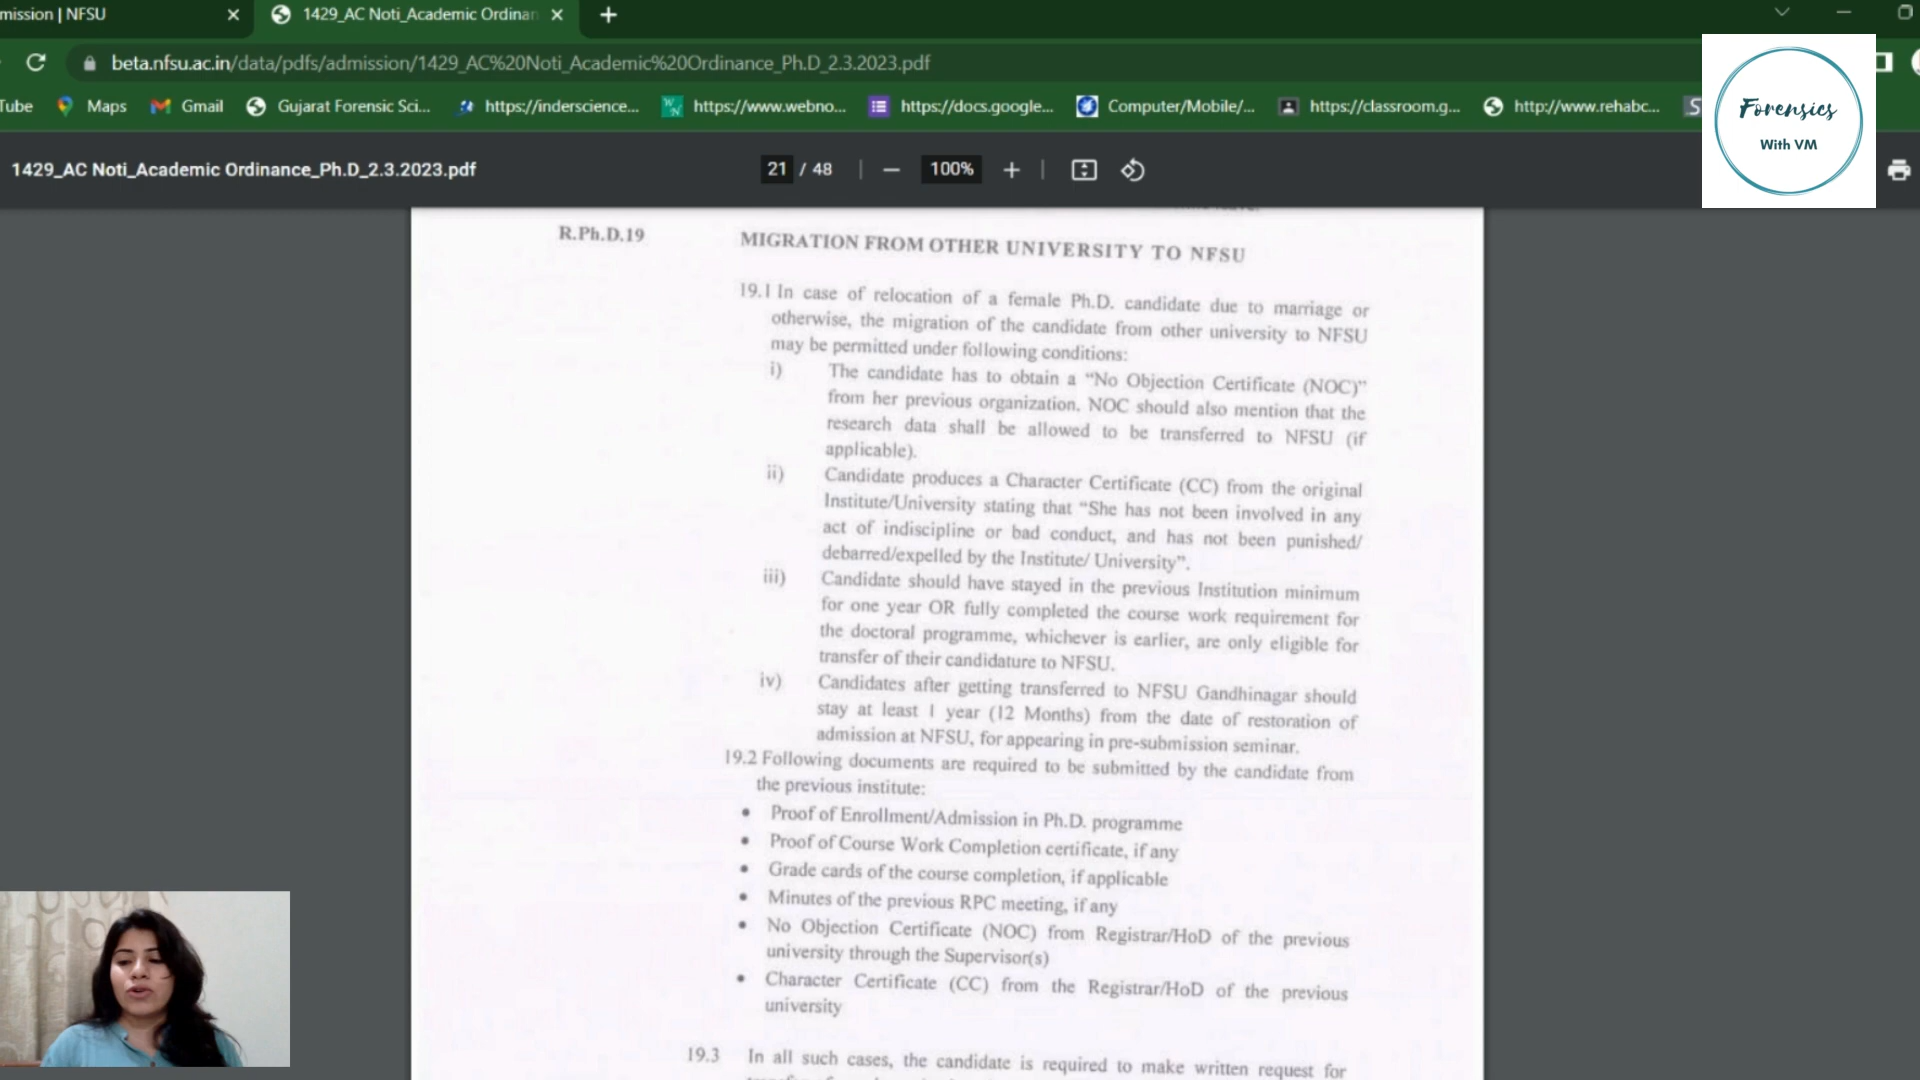 mission | NFSU
1429_AC Noti_Academic Ordinan
beta.nfsu.ac.in/data/pdfs/admission/1429_AC%20Noti_Academic%20Ordinance_Ph.D_2.3.2023.pdf
Tube Maps Gmail Gujarat Forensic Sci... https://inderscience... https://www.webno... https://docs.google... Computer/Mobile/... https://classroom.g... http://www.rehabc... S
Forensics
With VM
1429_AC Noti_Academic Ordinance_Ph.D_2.3.2023.pdf 21 / 48 100%
R.Ph.D.19 MIGRATION FROM OTHER UNIVERSITY TO NFSU
19.1 In case of relocation of a female Ph.D. candidate due to marriage or
otherwise, the migration of the candidate from other university to NFSU
may be permitted under following conditions:
i) The candidate has to obtain a “No Objection Certificate (NOC)”
from her previous organization. NOC should also mention that the
research data shall be allowed to be transferred to NFSU (if
applicable).
ii) Candidate produces a Character Certificate (CC) from the original
Institute/University stating that “She has not been involved in any
act of indiscipline or bad conduct, and has not been punished/
debarred/expelled by the Institute/ University”.
iii) Candidate should have stayed in the previous Institution minimum
for one year OR fully completed the course work requirement for
the doctoral programme, whichever is earlier, are only eligible for
transfer of their candidature to NFSU.
iv) Candidates after getting transferred to NFSU Gandhinagar should
stay at least 1 year (12 Months) from the date of restoration of
admission at NFSU, for appearing in pre-submission seminar.
19.2 Following documents are required to be submitted by the candidate from
the previous institute:
• Proof of Enrollment/Admission in Ph.D. programme
• Proof of Course Work Completion certificate, if any
• Grade cards of the course completion, if applicable
• Minutes of the previous RPC meeting, if any
• No Objection Certificate (NOC) from Registrar/HoD of the previous
university through the Supervisor(s)
• Character Certificate (CC) from the Registrar/HoD of the previous
university
19.3 In all such cases, the candidate is required to make written request for